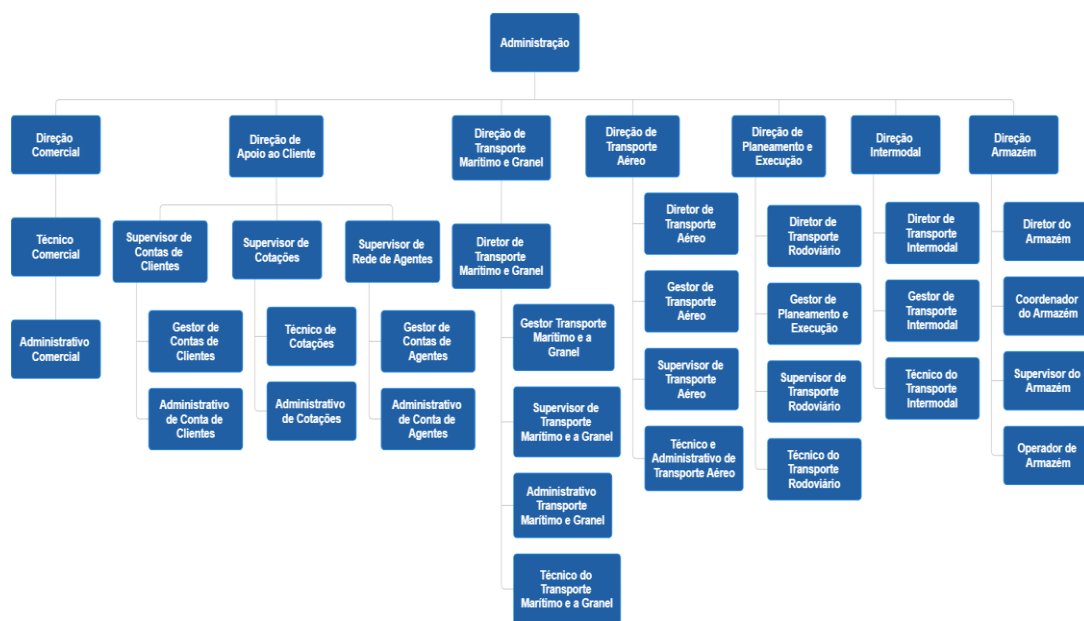 Administração
Direção
Comercial
Direção de
Apoio ao Cliente
Direção de
Transporte
Marítimo e Granel
Direção de
Transporte
Aéreo
Direção de
Planeamento e
Execução
Direção
Intermodal
Direção
Armazém
Técnico
Comercial
Administrativo
Comercial
Supervisor de
Contas de
Clientes
Gestor de
Contas de
Clientes
Administrativo
de Conta de
Clientes
Supervisor de
Cotações
Técnico de
Cotações
Administrativo
de Cotações
Supervisor de
Rede de Agentes
Gestor de
Contas de
Agentes
Administrativo
de Conta de
Agentes
Diretor de
Transporte
Marítimo e Granel
Gestor Transporte
Marítimo e a
Granel
Supervisor de
Transporte
Marítimo e a Granel
Administrativo
Transporte
Marítimo e Granel
Técnico do
Transporte
Marítimo e a Granel
Diretor de
Transporte
Aéreo
Gestor de
Transporte
Aéreo
Supervisor de
Transporte
Aéreo
Técnico e
Administrativo de
Transporte Aéreo
Diretor de
Transporte
Rodoviário
Gestor de
Planeamento e
Execução
Supervisor de
Transporte
Rodoviário
Técnico do
Transporte
Rodoviário
Diretor de
Transporte
Intermodal
Gestor de
Transporte
Intermodal
Técnico do
Transporte
Intermodal
Diretor do
Armazém
Coordenador
do Armazém
Supervisor do
Armazém
Operador de
Armazém